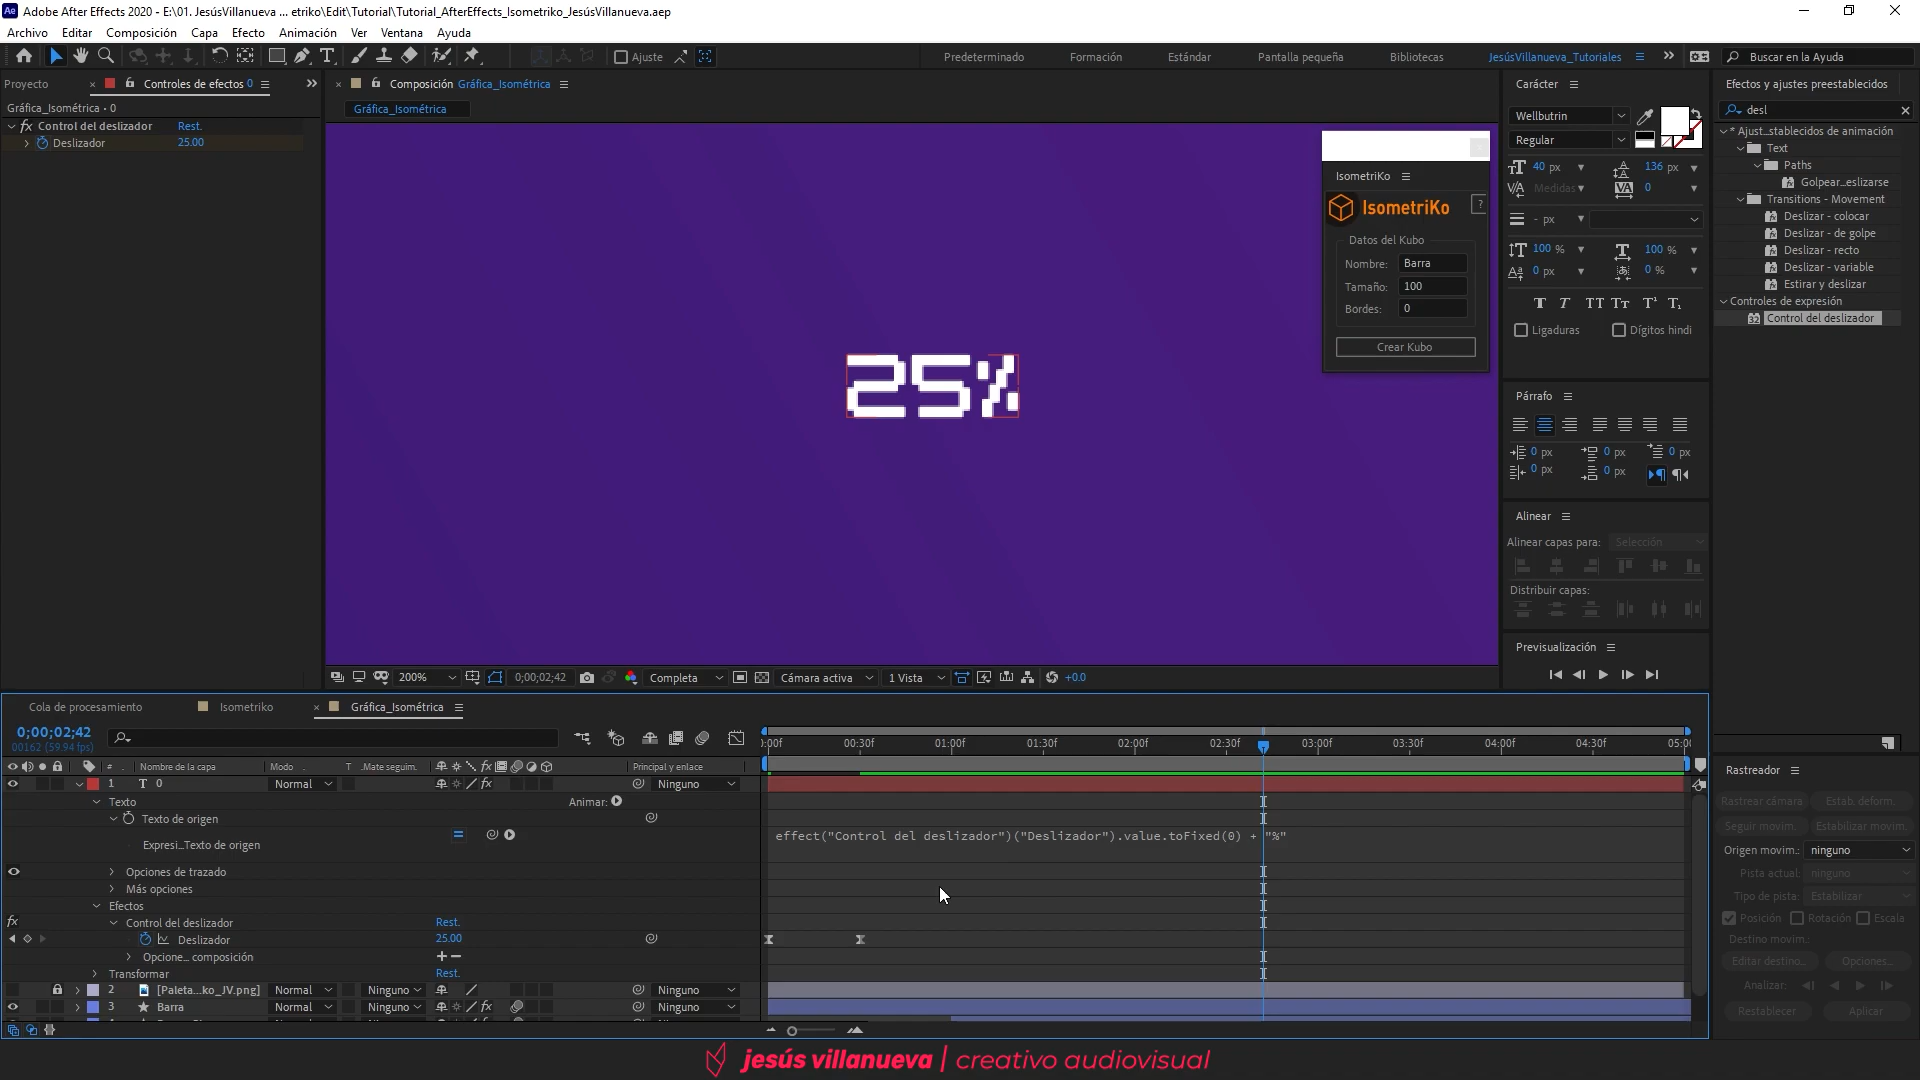 Adobe After Effects 2020 - E:\01. JesúsVillanueva ... etriko\Edit\Tutorial\Tutorial_AfterEffects_Isometriko_JesúsVillanueva.aep
Archivo Editar Composición Capa Efecto Animación Ver Ventana Ayuda
Ajuste Predeterminado Formación Estándar Pantalla pequeña Bibliotecas JesúsVillanueva_Tutoriales Buscar en la Ayuda
Proyecto Controles de efectos 0
Gráfica_Isométrica • 0
fx Control del deslizador Rest.
Deslizador 25.00
Composición Gráfica_Isométrica
Gráfica_Isométrica
25%
IsometriKo
IsometriKo ?
Datos del Kubo
Nombre: Barra
Tamaño: 100
Bordes: 0
Crear Kubo
200% 0;00;02;42 Completa Cámara activa 1 Vista +0.0
Carácter
Wellbutrin
Regular
40 px 136 px
Medidas 0
- px
100 % 100 %
0 px 0 %
Ligaduras Dígitos hindi
Párrafo
0 px 0 px 0 px
0 px 0 px
Alinear
Alinear capas para: Selección
Distribuir capas:
Previsualización
Efectos y ajustes preestablecidos
desl
* Ajust...stablecidos de animación
Text
Paths
Golpear...eslizarse
Transitions - Movement
Deslizar - colocar
Deslizar - de golpe
Deslizar - recto
Deslizar - variable
Estirar y deslizar
Controles de expresión
Control del deslizador
Cola de procesamiento Isometriko Gráfica_Isométrica
0;00;02;42
00162 (59.94 fps)
:00f 00:30f 01:00f 01:30f 02:00f 02:30f 03:00f 03:30f 04:00f 04:30f 05:0
# Nombre de la capa Modo T .Mate seguim. Principal y enlace
1 T 0 Normal Ninguno
Texto Animar:
Texto de origen
Expresi...Texto de origen
effect("Control del deslizador")("Deslizador").value.toFixed(0) + "%"
Opciones de trazado
Más opciones
Efectos
fx Control del deslizador Rest.
Deslizador 25.00
Opcione... composición
Transformar Rest.
2 [Paleta...ko_JV.png] Normal Ninguno Ninguno
3 Barra Normal Ninguno Ninguno
Rastreador
Rastrear cámara Estab. deform.
Seguir movim. Estabilizar movim.
Origen movim.: ninguno
Pista actual: ninguno
Tipo de pista: Estabilizar
Posición Rotación Escala
Destino movim.:
Editar destino... Opciones...
Analizar:
Restablecer Aplicar
jesús villanueva | creativo audiovisual